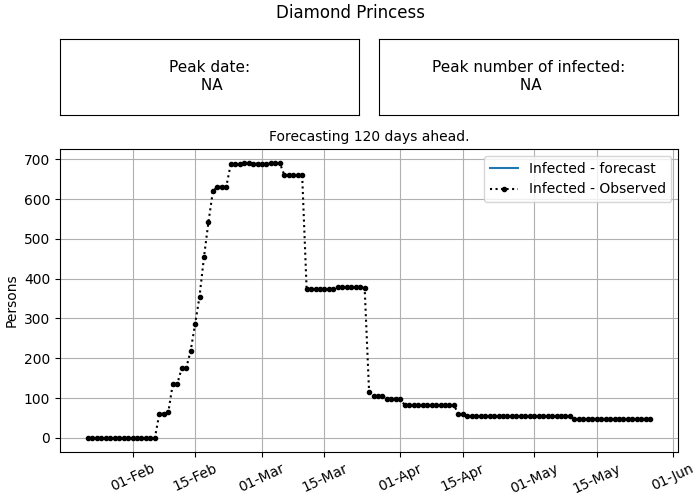 Diamond Princess
Peak date:
NA
Peak number of infected:
NA
Forecasting 120 days ahead.
Infected - forecast
Infected - Observed
Persons
700
600
500
400
300
200
100
0
01-Feb
15-Feb
01-Mar
15-Mar
01-Apr
15-Apr
01-May
15-May
01-Jun